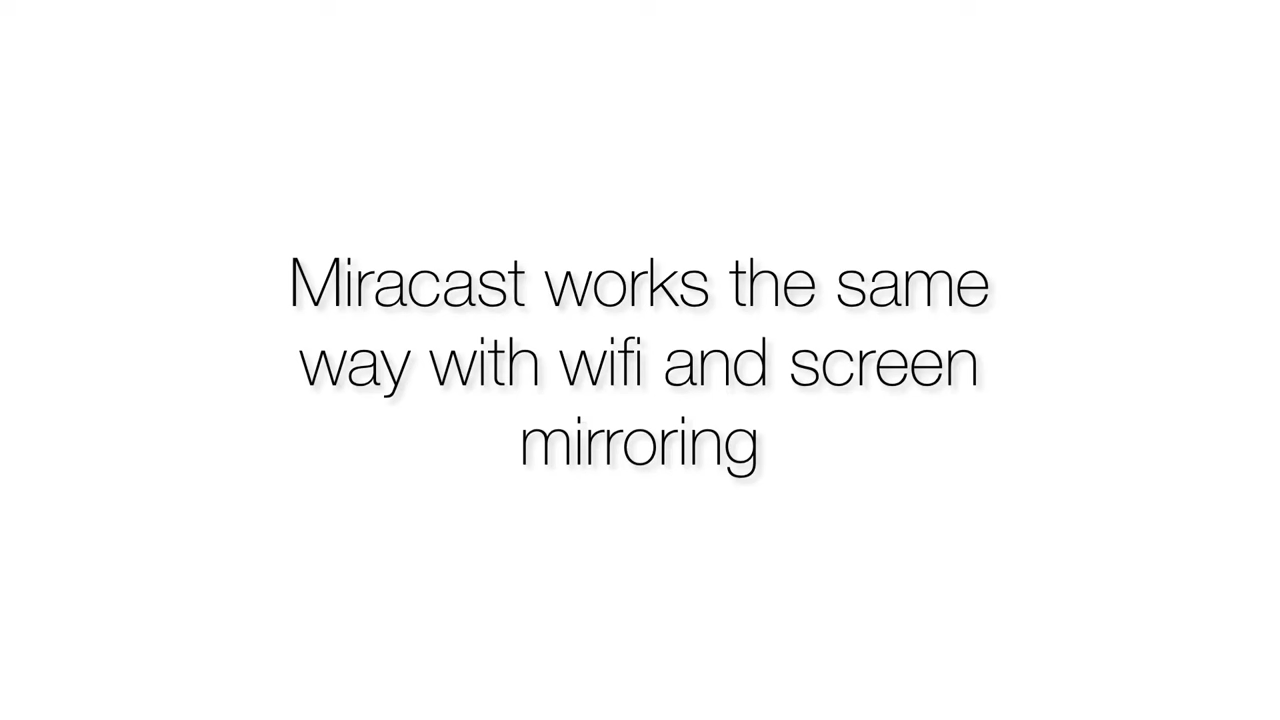 Miracast works the same
way with wifi and screen
mirroring